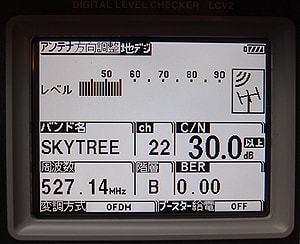 DIGITAL LEVEL CHECKER LCV2
アンテナ方向調整 地デジ
50 60 70 80 90
レベル
バンド名 ch C/N
SKYTREE 22 30.0 以上 dB
周波数 階層 BER
527.14 MHz B 0.00
変調方式 OFDM ブースター給電 OFF